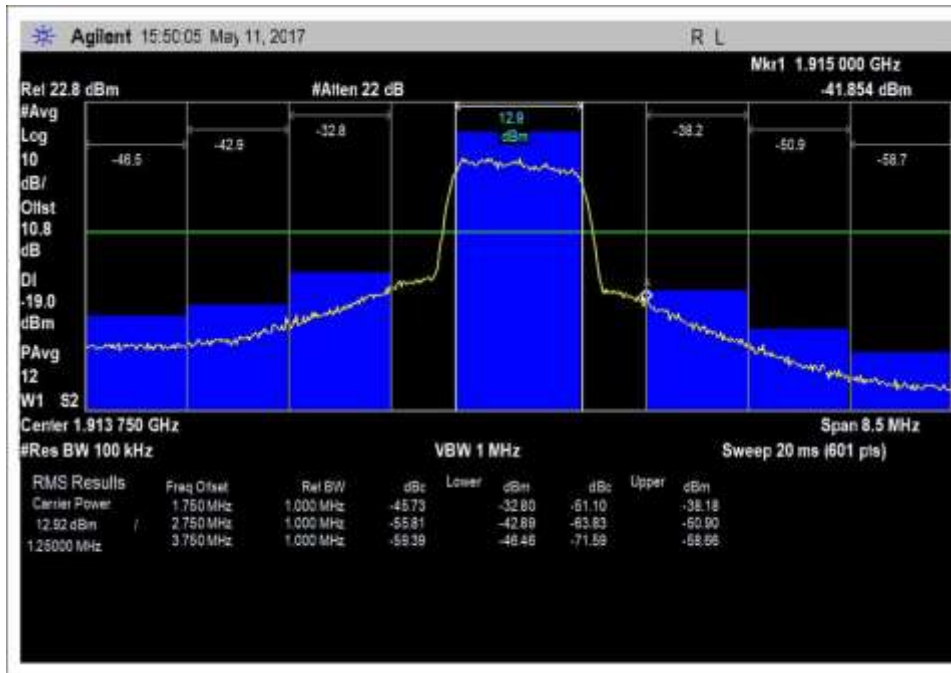 Agilent 15:50:05 May 11, 2017 R L
Mkr1 1.915 000 GHz
Ref 22.8 dBm #Atten 22 dB -41.854 dBm
#Avg
Log
10
dB/
Offst
10.8
dB
DI
-19.0
dBm
PAvg
12
W1 S2
-46.5 -42.9 -32.8 12.9 dBm -38.2 -50.9 -58.7
Center 1.913 750 GHz Span 8.5 MHz
#Res BW 100 kHz VBW 1 MHz Sweep 20 ms (601 pts)
RMS Results Freq Offset Ref BW dBc Lower dBm dBc Upper dBm
Carrier Power 1.750 MHz 1.000 MHz -45.73 -32.80 -51.10 -38.18
12.92 dBm / 2.750 MHz 1.000 MHz -55.81 -42.89 -63.83 -50.90
1.25000 MHz 3.750 MHz 1.000 MHz -59.39 -46.46 -71.59 -58.66